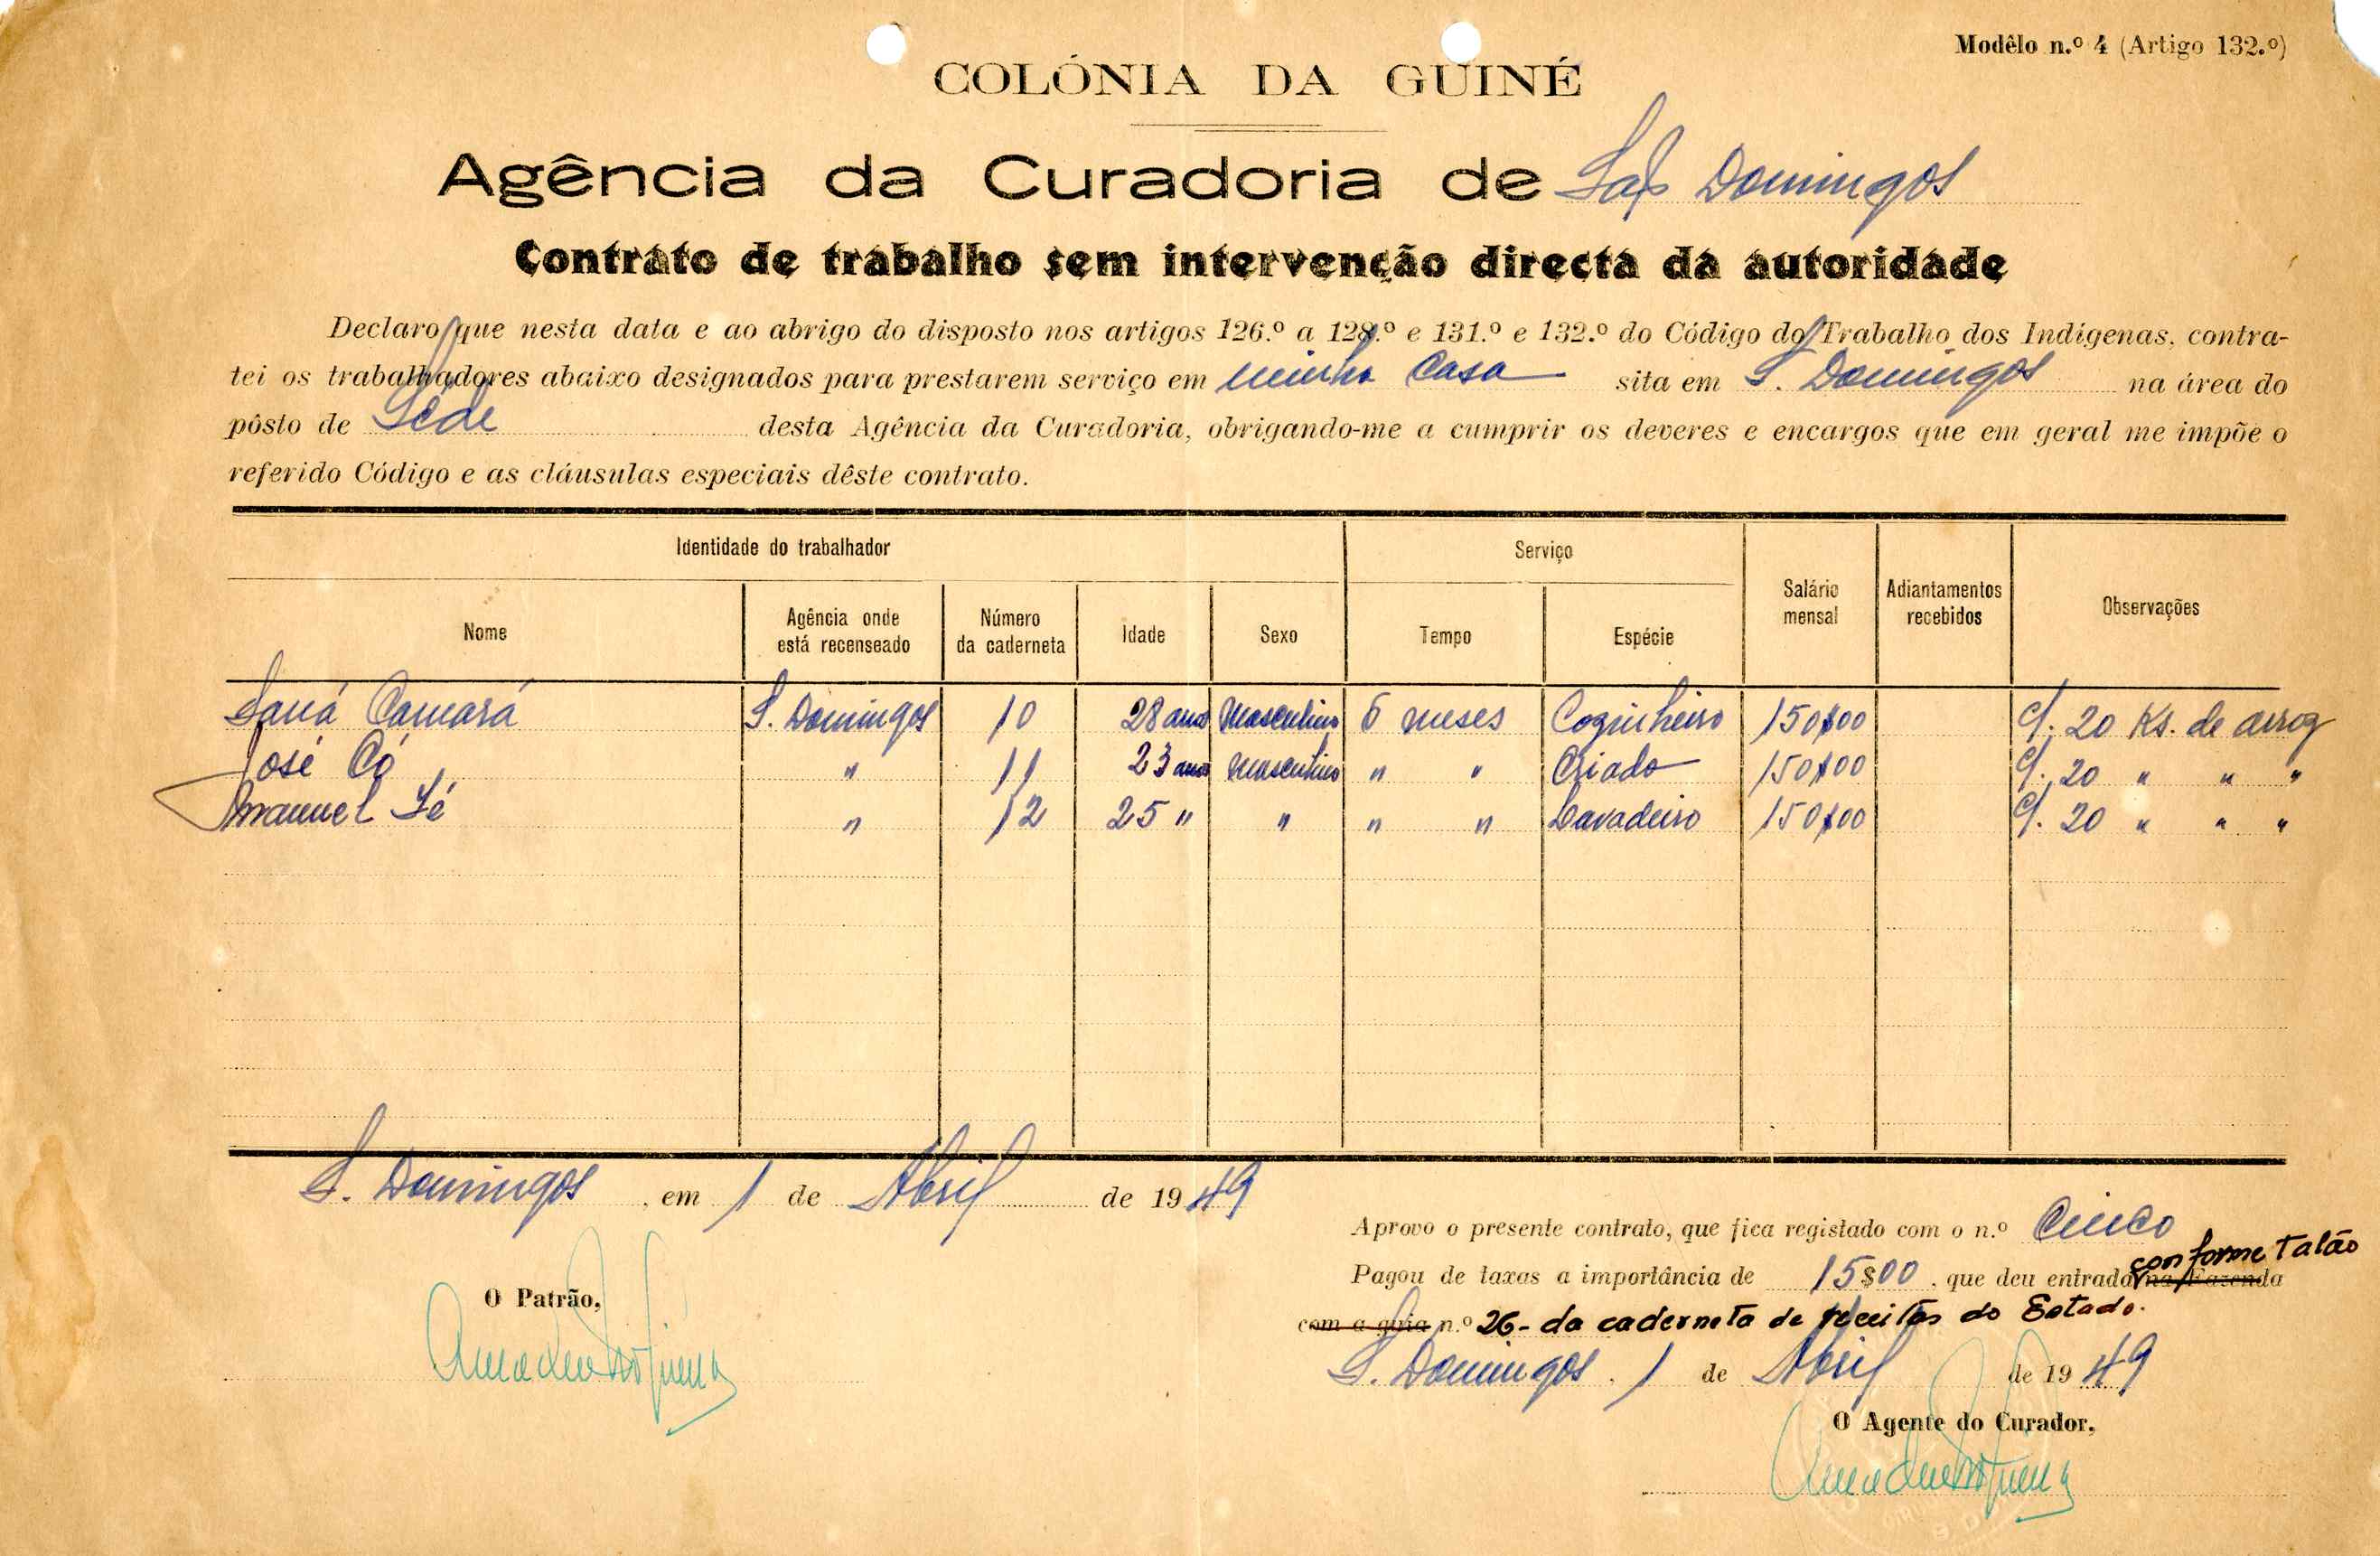 Modêlo n.º 4 (Artigo 132.º)
COLÓNIA DA GUINÉ
Agência da Curadoria de São Domingos
Contrato de trabalho sem intervenção directa da autoridade
Declaro que nesta data e ao abrigo do disposto nos artigos 126.º a 128.º e 131.º e 132.º do Código do Trabalho dos Indígenas, contra-
tei os trabalhadores abaixo designados para prestarem serviço em minha casa sita em S. Domingos na área do
pôsto de Séde desta Agência da Curadoria, obrigando-me a cumprir os deveres e encargos que em geral me impõe o
referido Código e as cláusulas especiais dêste contrato.
Identidade do trabalhador Serviço Salário mensal Adiantamentos recebidos Observações
Nome Agência onde está recenseado Número da caderneta Idade Sexo Tempo Espécie
Saná Camará S. Domingos 10 28 anos Masculino 6 meses Cozinheiro 150$00 c/. 20 Ks. de arroz
José Có " 11 23 anos Masculino " " Criado 150$00 c/. 20 " " "
Manuel Sé " 12 25 " " " " Lavadeiro 150$00 c/. 20 " " "
S. Domingos, em 1 de Abril de 1949
Aprovo o presente contrato, que fica registado com o n.º Cinco
Pagou de taxas a importância de 15$00, que deu entrada na Fazenda conforme talão
com a guia n.º 26 - da caderneta de receitas do Estado.
S. Domingos, 1 de Abril de 1949
O Patrão,
O Agente do Curador,